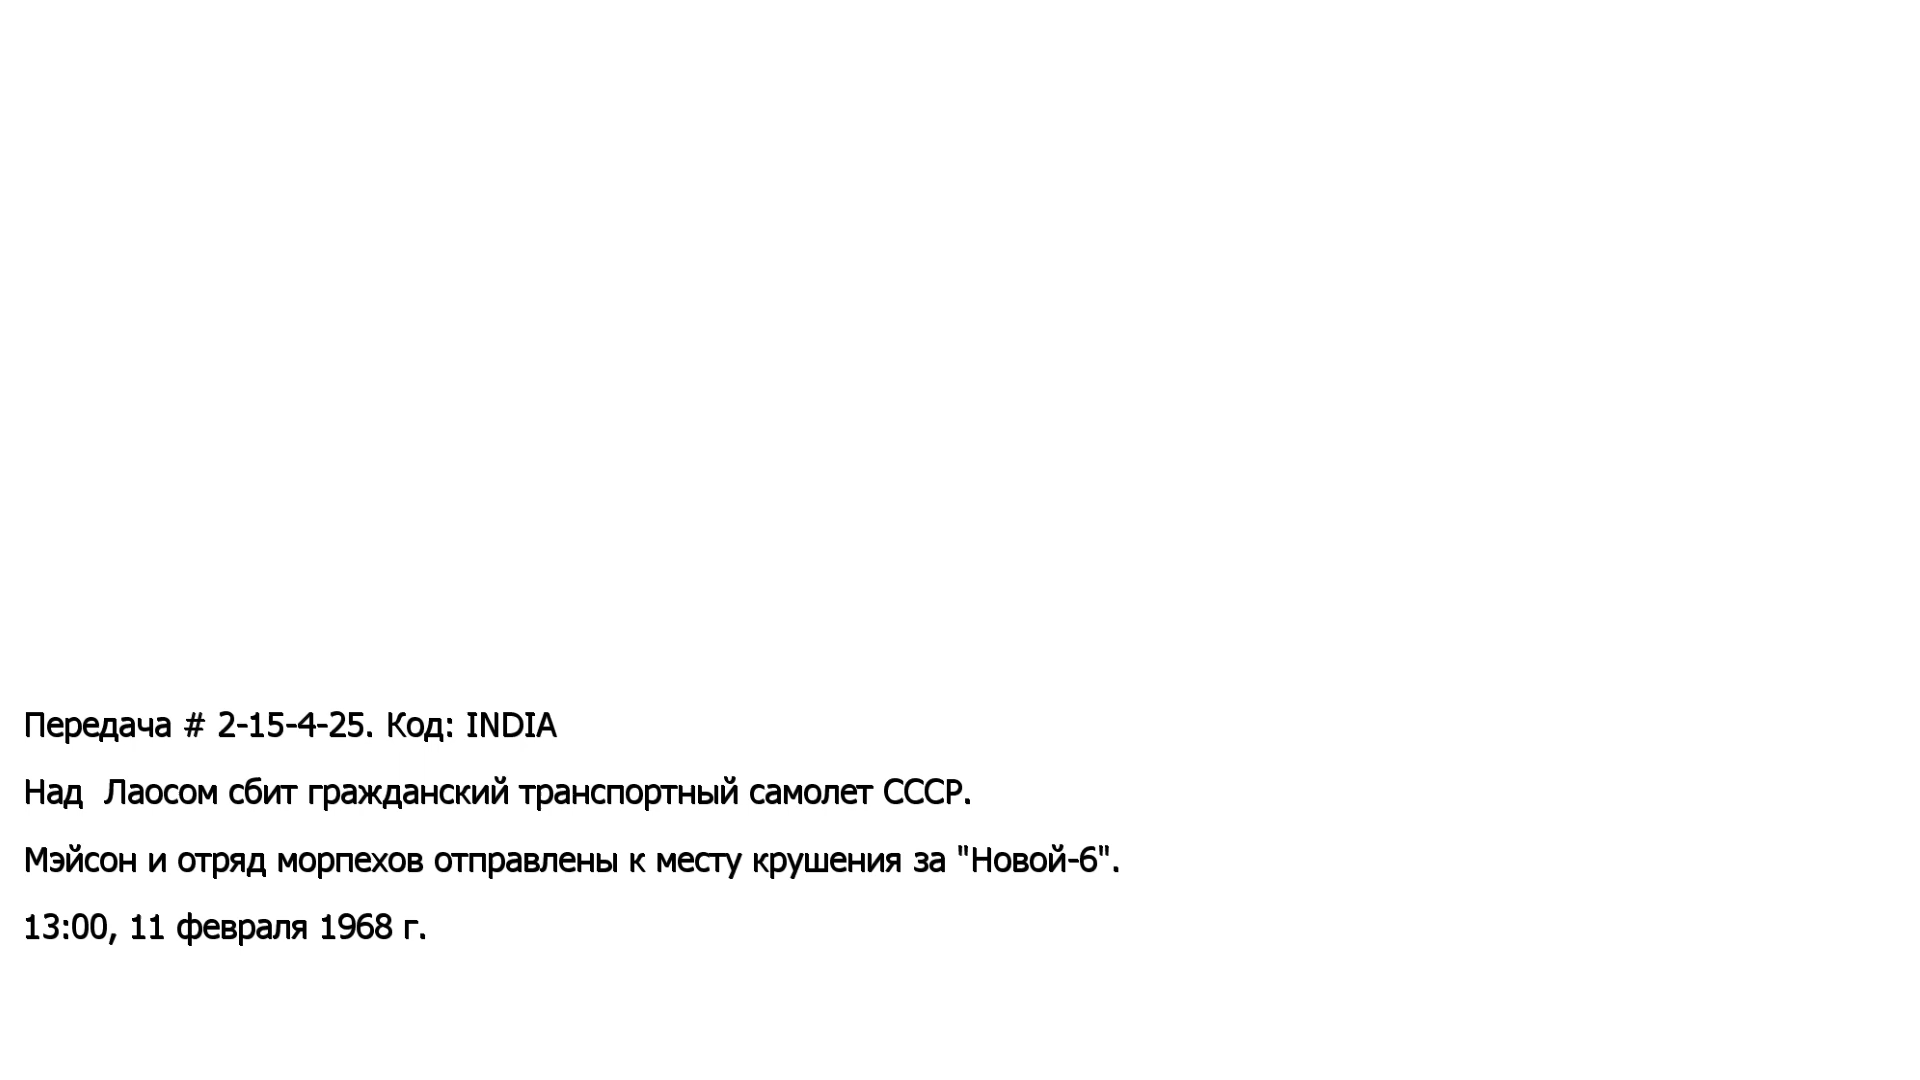 Передача # 2-15-4-25. Код: INDIA
Над  Лаосом сбит гражданский транспортный самолет СССР.
Мэйсон и отряд морпехов отправлены к месту крушения за "Новой-6".
13:00, 11 февраля 1968 г.